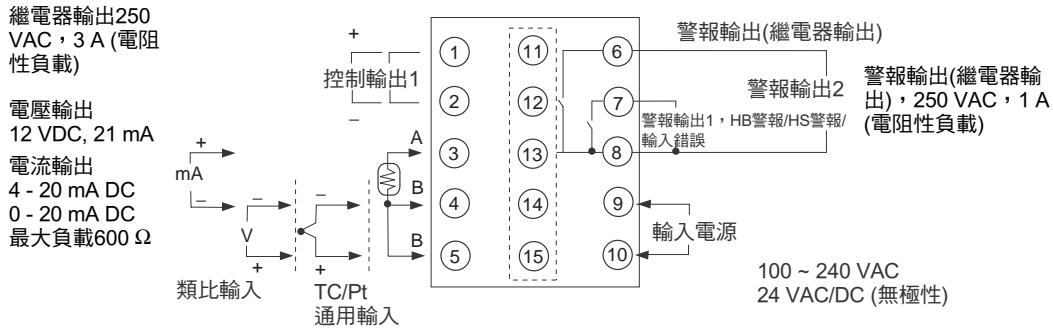 繼電器輸出250
VAC，3 A (電阻
性負載)
電壓輸出
12 VDC, 21 mA
電流輸出
4 - 20 mA DC
0 - 20 mA DC
最大負載600 Ω
+
控制輸出1
–
+
mA
–
–
V
+
類比輸入
–
+
TC/Pt
通用輸入
A
B
B
1
2
3
4
5
11
12
13
14
15
6
7
8
9
10
警報輸出(繼電器輸出)
警報輸出2
警報輸出1，HB警報/HS警報/
輸入錯誤
警報輸出(繼電器輸
出)，250 VAC，1 A
(電阻性負載)
輸入電源
100 ~ 240 VAC
24 VAC/DC (無極性)